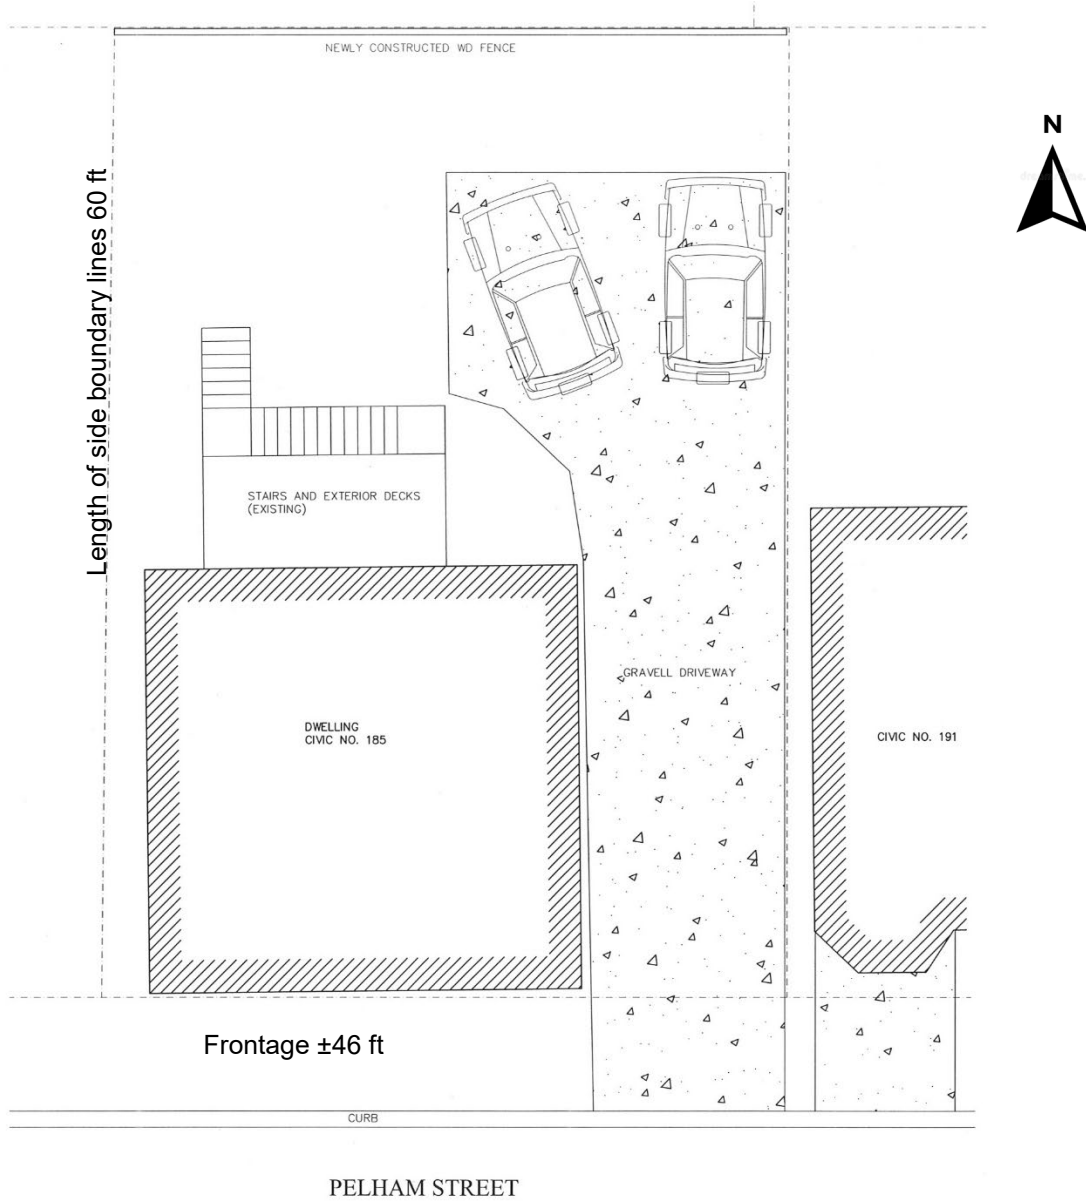 NEWLY CONSTRUCTED WD FENCE
N
Length of side boundary lines 60 ft
STAIRS AND EXTERIOR DECKS
(EXISTING)
GRAVELL DRIVEWAY
DWELLING
CIVIC NO. 185
CIVIC NO. 191
Frontage ±46 ft
CURB
PELHAM STREET